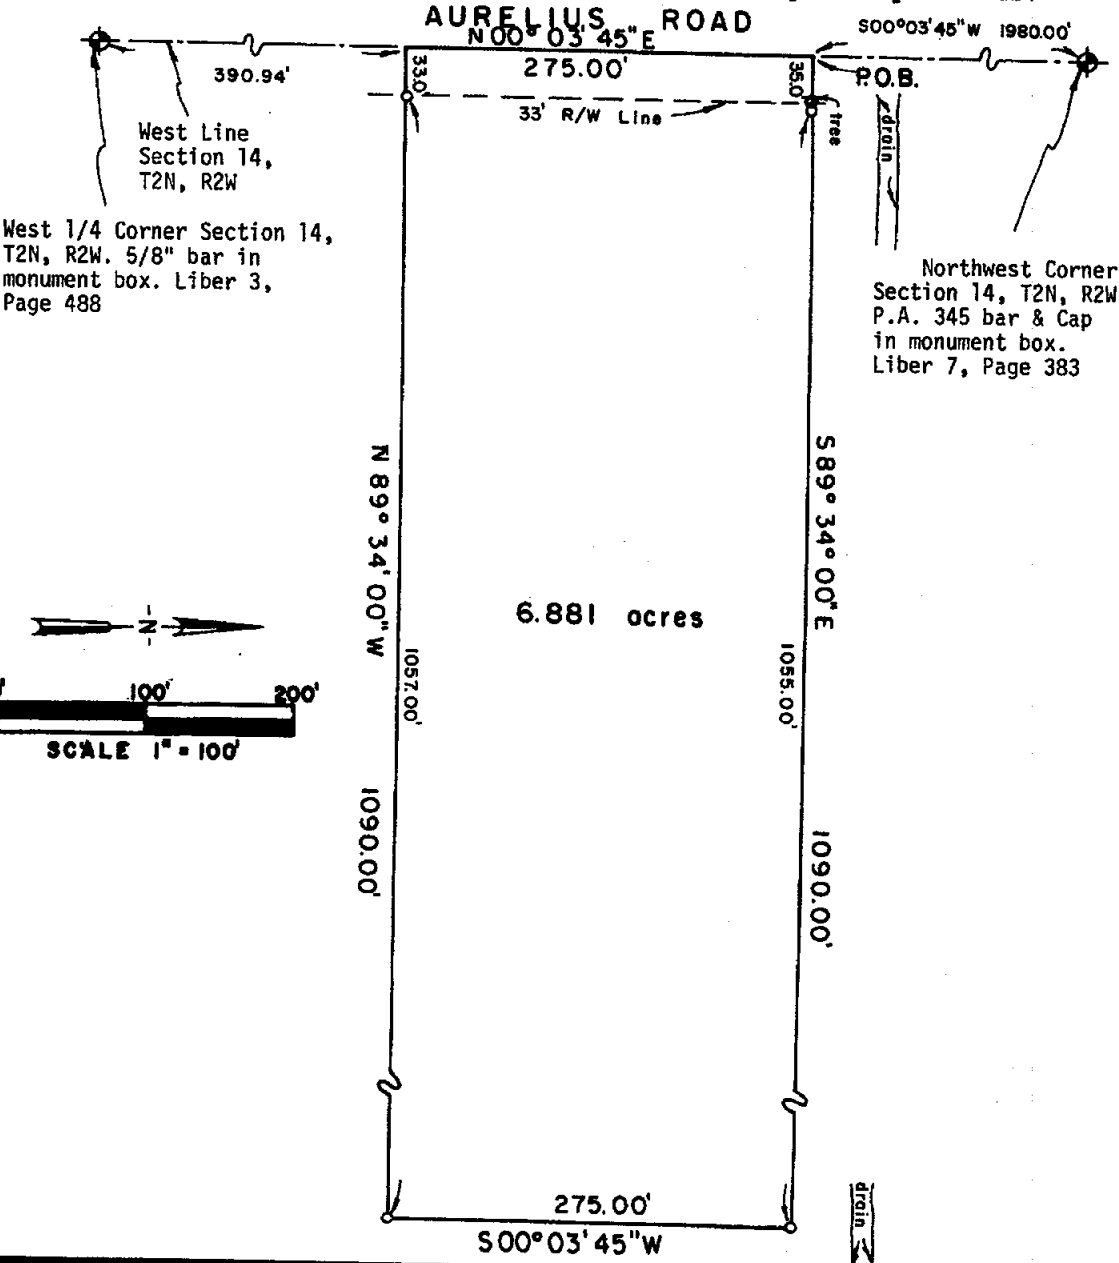 AURELIUS ROAD
N 00° 03' 45" E
275.00'
S00°03'45"W 1980.00'
390.94'
33.0'
35.0'
P.O.B.
33' R/W Line
tree
drain
West Line
Section 14,
T2N, R2W
West 1/4 Corner Section 14,
T2N, R2W. 5/8" bar in
monument box. Liber 3,
Page 488
Northwest Corner
Section 14, T2N, R2W
P.A. 345 bar & Cap
in monument box.
Liber 7, Page 383
N 89° 34' 00" W
S 89° 34° 00" E
6.881 acres
N
1057.00'
1055.00'
100' 200'
SCALE 1" = 100'
1090.00'
1090.00'
275.00'
S00°03'45"W
drain